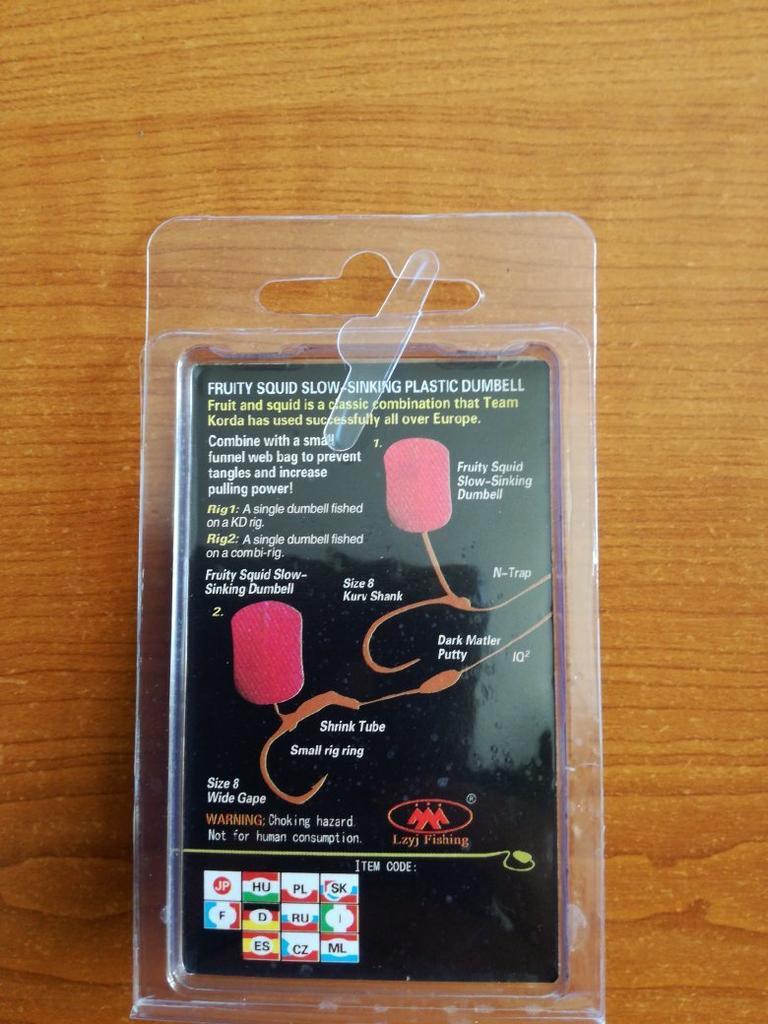 FRUITY SQUID SLOW-SINKING PLASTIC DUMBELL
Fruit and squid is a classic combination that Team
Korda has used successfully all over Europe.
Combine with a small
funnel web bag to prevent
tangles and increase
pulling power!
Rig1: A single dumbell fished
on a KD rig.
Rig2: A single dumbell fished
on a combi-rig.
1.
Fruity Squid
Slow-Sinking
Dumbell
N-Trap
Size 8
Kurv Shank
Fruity Squid Slow-
Sinking Dumbell
2.
Dark Matler
Putty
IQ²
Shrink Tube
Small rig ring
Size 8
Wide Gape
WARNING: Choking hazard.
Not for human consumption.
®
Lzyj Fishing
ITEM CODE:
JP HU PL SK
F D RU I
ES CZ ML